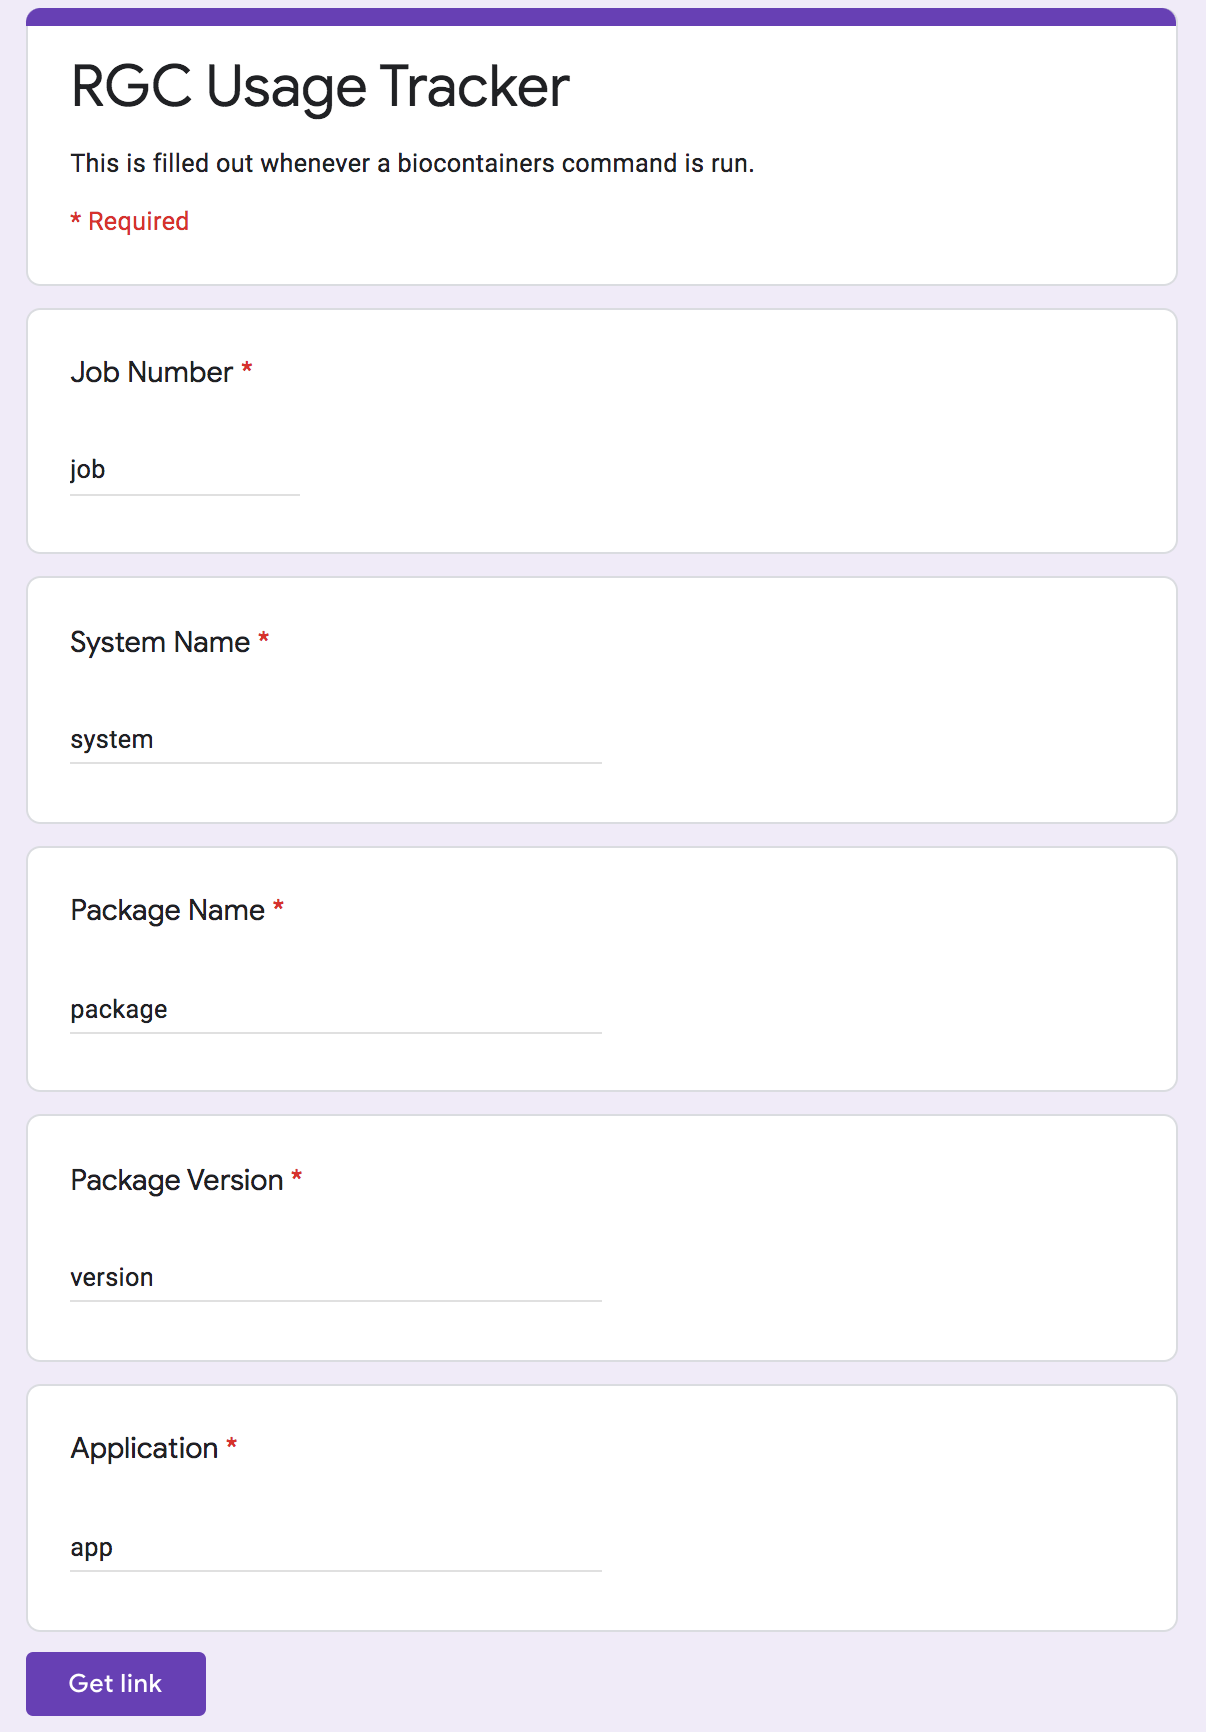 RGC Usage Tracker
This is filled out whenever a biocontainers command is run.
* Required
Job Number *
job
System Name *
system
Package Name *
package
Package Version *
version
Application *
app
Get link